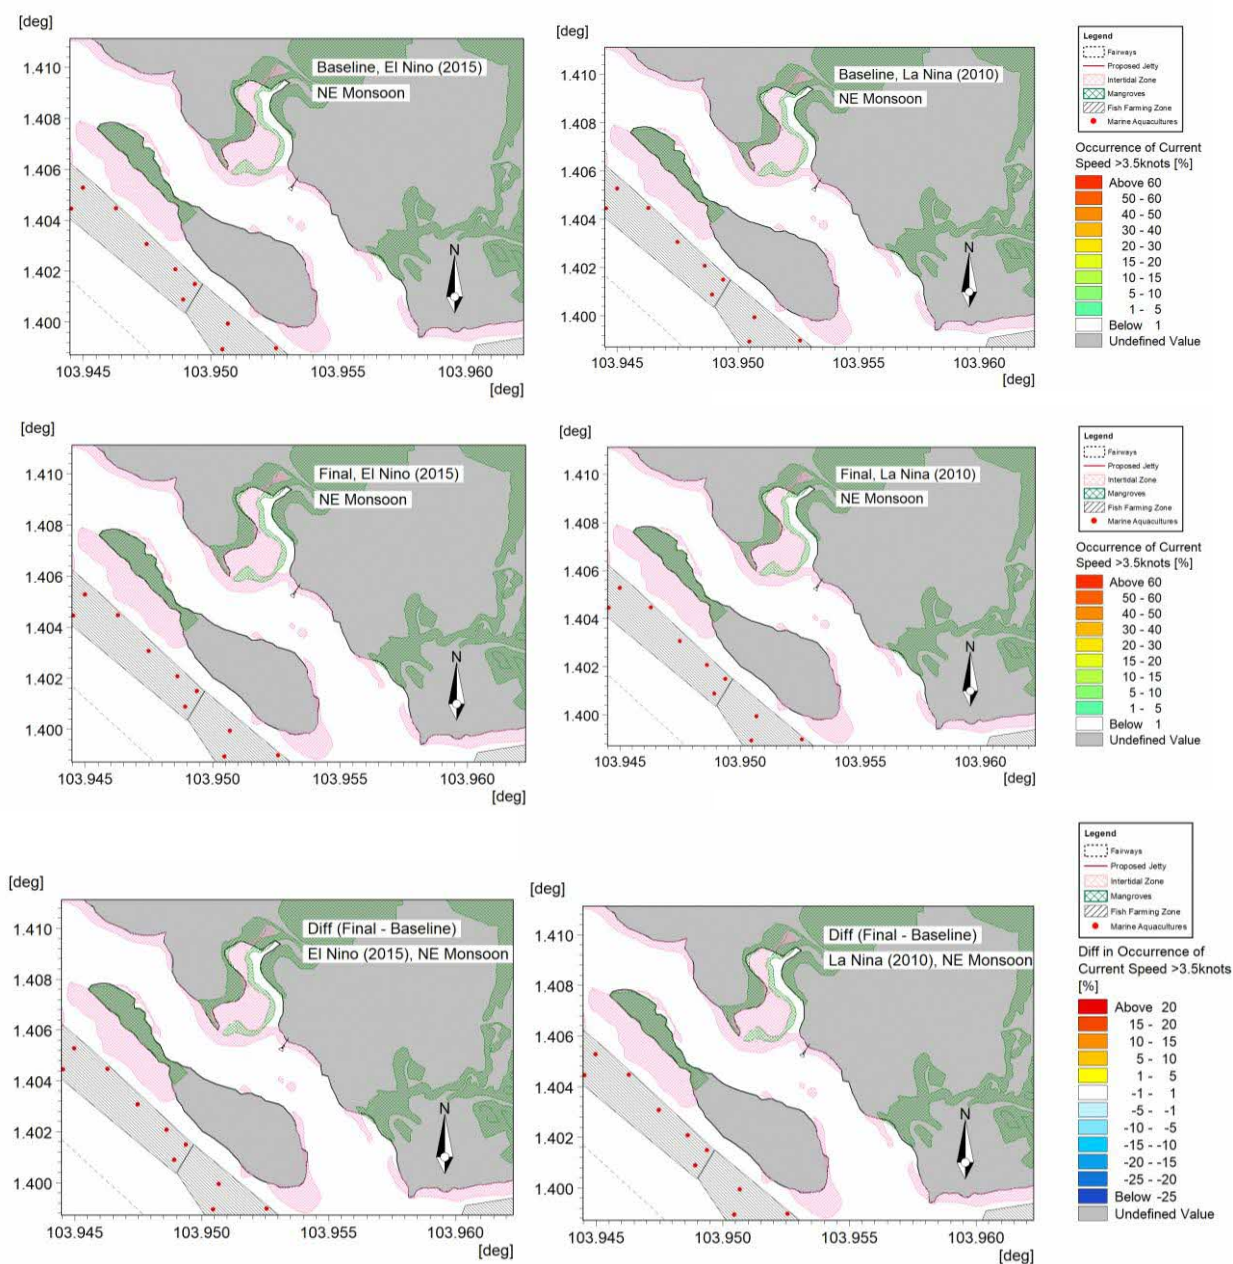 [deg]
1.410
1.408
1.406
1.404
1.402
1.400
Baseline, El Nino (2015)
NE Monsoon
N
103.945 103.950 103.955 103.960
[deg]
[deg]
1.410
1.408
1.406
1.404
1.402
1.400
Baseline, La Nina (2010)
NE Monsoon
N
103.945 103.950 103.955 103.960
[deg]
Legend
Fairways
Proposed Jetty
Intertidal Zone
Mangroves
Fish Farming Zone
Marine Aquacultures
Occurrence of Current
Speed >3.5knots [%]
Above 60
50 - 60
40 - 50
30 - 40
20 - 30
15 - 20
10 - 15
5 - 10
1 - 5
Below 1
Undefined Value
[deg]
1.410
1.408
1.406
1.404
1.402
1.400
Final, El Nino (2015)
NE Monsoon
N
103.945 103.950 103.955 103.960
[deg]
[deg]
1.410
1.408
1.406
1.404
1.402
1.400
Final, La Nina (2010)
NE Monsoon
N
103.945 103.950 103.955 103.960
[deg]
Legend
Fairways
Proposed Jetty
Intertidal Zone
Mangroves
Fish Farming Zone
Marine Aquacultures
Occurrence of Current
Speed >3.5knots [%]
Above 60
50 - 60
40 - 50
30 - 40
20 - 30
15 - 20
10 - 15
5 - 10
1 - 5
Below 1
Undefined Value
[deg]
1.410
1.408
1.406
1.404
1.402
1.400
Diff (Final - Baseline)
El Nino (2015), NE Monsoon
N
103.945 103.950 103.955 103.960
[deg]
[deg]
1.410
1.408
1.406
1.404
1.402
1.400
Diff (Final - Baseline)
La Nina (2010), NE Monsoon
N
103.945 103.950 103.955 103.960
[deg]
Legend
Fairways
Proposed Jetty
Intertidal Zone
Mangroves
Fish Farming Zone
Marine Aquacultures
Diff in Occurrence of
Current Speed >3.5knots
[%]
Above 20
15 - 20
10 - 15
5 - 10
1 - 5
-1 - 1
-5 - -1
-10 - -5
-15 - -10
-20 - -15
-25 - -20
Below -25
Undefined Value